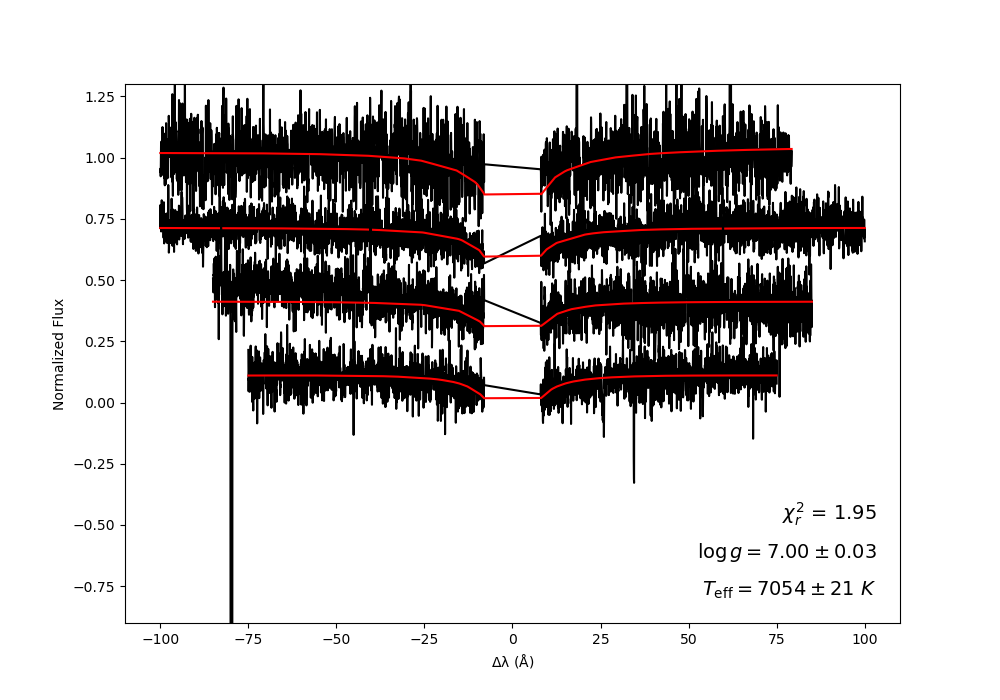 1.25
1.00
0.75
0.50
0.25
0.00
−0.25
−0.50
−0.75
Normalized Flux
χ²ᵣ = 1.95
log g = 7.00 ± 0.03
T_eff = 7054 ± 21 K
−100 −75 −50 −25 0 25 50 75 100
Δλ (Å)